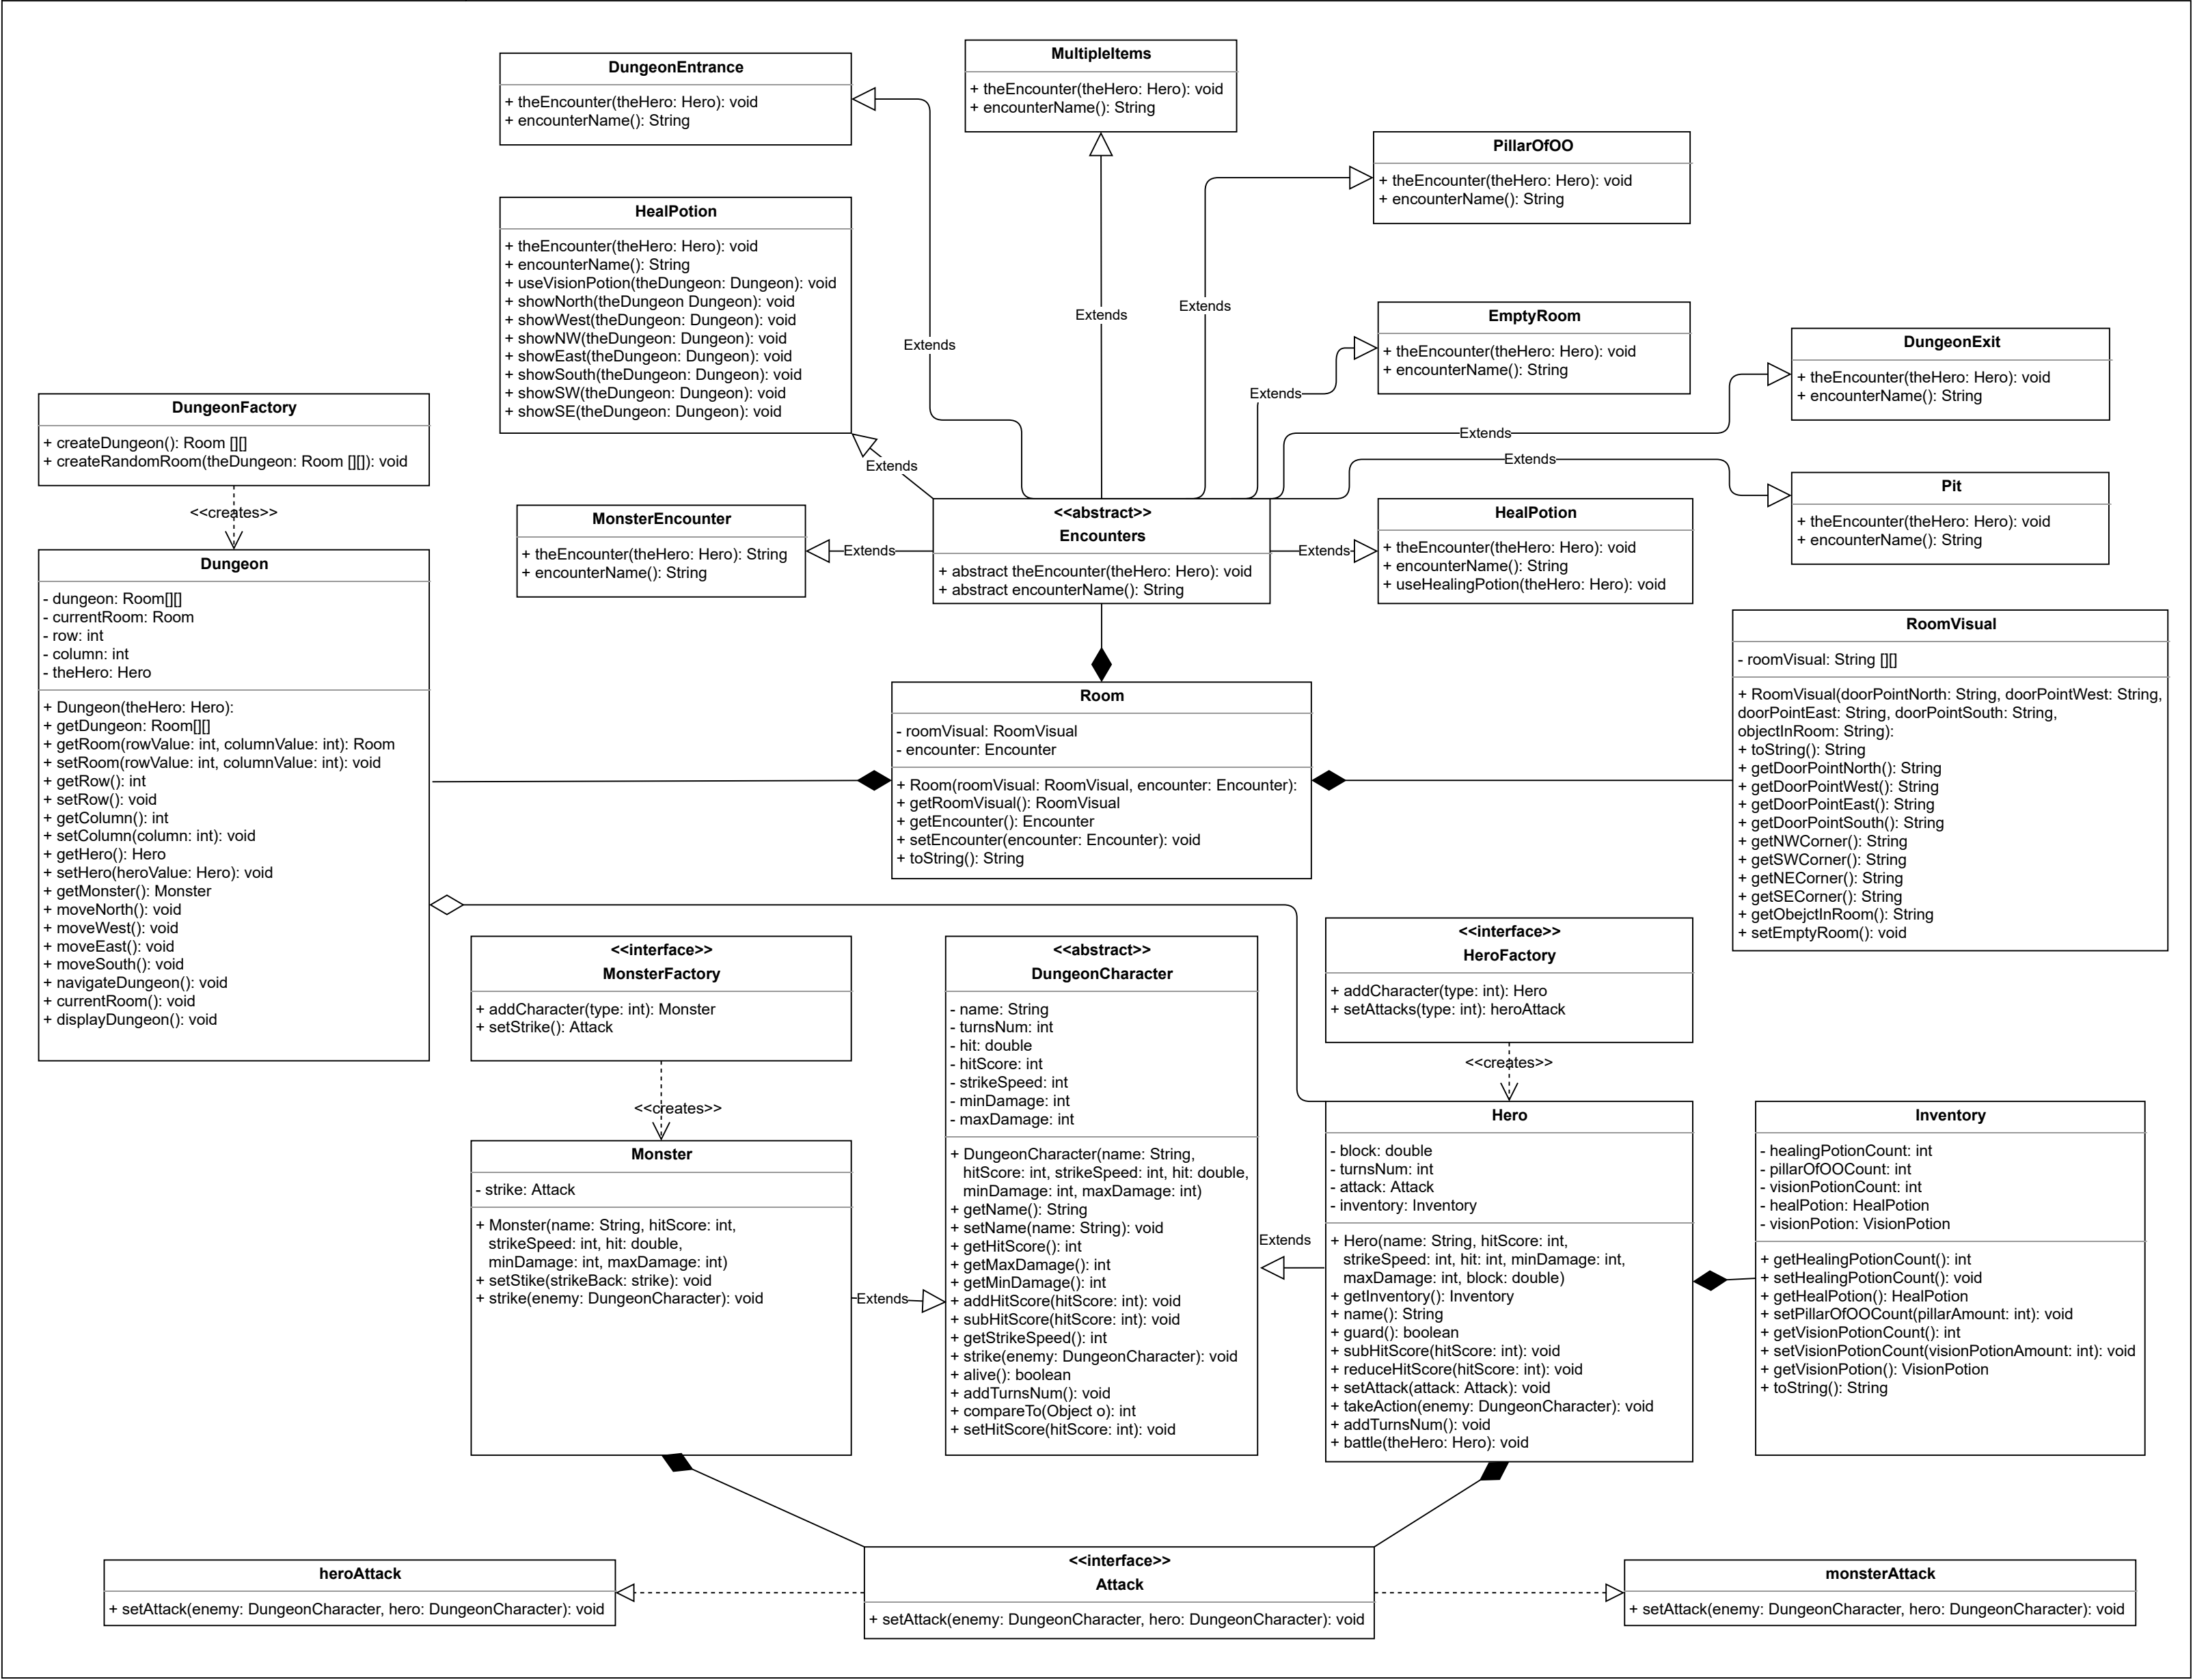 DungeonEntrance
+ theEncounter(theHero: Hero): void
+ encounterName(): String
MultipleItems
+ theEncounter(theHero: Hero): void
+ encounterName(): String
PillarOfOO
+ theEncounter(theHero: Hero): void
+ encounterName(): String
HealPotion
+ theEncounter(theHero: Hero): void
+ encounterName(): String
+ useVisionPotion(theDungeon: Dungeon): void
+ showNorth(theDungeon Dungeon): void
+ showWest(theDungeon: Dungeon): void
+ showNW(theDungeon: Dungeon): void
+ showEast(theDungeon: Dungeon): void
+ showSouth(theDungeon: Dungeon): void
+ showSW(theDungeon: Dungeon): void
+ showSE(theDungeon: Dungeon): void
Extends
Extends
Extends
EmptyRoom
+ theEncounter(theHero: Hero): void
+ encounterName(): String
Extends
DungeonExit
+ theEncounter(theHero: Hero): void
+ encounterName(): String
Extends
Extends
Extends
DungeonFactory
+ createDungeon(): Room [][]
+ createRandomRoom(theDungeon: Room [][]): void
<<creates>>
MonsterEncounter
+ theEncounter(theHero: Hero): String
+ encounterName(): String
Extends
<<abstract>>
Encounters
+ abstract theEncounter(theHero: Hero): void
+ abstract encounterName(): String
Extends
HealPotion
+ theEncounter(theHero: Hero): void
+ encounterName(): String
+ useHealingPotion(theHero: Hero): void
Pit
+ theEncounter(theHero: Hero): void
+ encounterName(): String
Dungeon
- dungeon: Room[][]
- currentRoom: Room
- row: int
- column: int
- theHero: Hero
+ Dungeon(theHero: Hero):
+ getDungeon: Room[][]
+ getRoom(rowValue: int, columnValue: int): Room
+ setRoom(rowValue: int, columnValue: int): void
+ getRow(): int
+ setRow(): void
+ getColumn(): int
+ setColumn(column: int): void
+ getHero(): Hero
+ setHero(heroValue: Hero): void
+ getMonster(): Monster
+ moveNorth(): void
+ moveWest(): void
+ moveEast(): void
+ moveSouth(): void
+ navigateDungeon(): void
+ currentRoom(): void
+ displayDungeon(): void
Room
- roomVisual: RoomVisual
- encounter: Encounter
+ Room(roomVisual: RoomVisual, encounter: Encounter):
+ getRoomVisual(): RoomVisual
+ getEncounter(): Encounter
+ setEncounter(encounter: Encounter): void
+ toString(): String
RoomVisual
- roomVisual: String [][]
+ RoomVisual(doorPointNorth: String, doorPointWest: String,
doorPointEast: String, doorPointSouth: String,
objectInRoom: String):
+ toString(): String
+ getDoorPointNorth(): String
+ getDoorPointWest(): String
+ getDoorPointEast(): String
+ getDoorPointSouth(): String
+ getNWCorner(): String
+ getSWCorner(): String
+ getNECorner(): String
+ getSECorner(): String
+ getObejctInRoom(): String
+ setEmptyRoom(): void
<<interface>>
MonsterFactory
+ addCharacter(type: int): Monster
+ setStrike(): Attack
<<creates>>
<<abstract>>
DungeonCharacter
- name: String
- turnsNum: int
- hit: double
- hitScore: int
- strikeSpeed: int
- minDamage: int
- maxDamage: int
+ DungeonCharacter(name: String,
hitScore: int, strikeSpeed: int, hit: double,
minDamage: int, maxDamage: int)
+ getName(): String
+ setName(name: String): void
+ getHitScore(): int
+ getMaxDamage(): int
+ getMinDamage(): int
+ addHitScore(hitScore: int): void
+ subHitScore(hitScore: int): void
+ getStrikeSpeed(): int
+ strike(enemy: DungeonCharacter): void
+ alive(): boolean
+ addTurnsNum(): void
+ compareTo(Object o): int
+ setHitScore(hitScore: int): void
<<interface>>
HeroFactory
+ addCharacter(type: int): Hero
+ setAttacks(type: int): heroAttack
<<creates>>
Monster
- strike: Attack
+ Monster(name: String, hitScore: int,
strikeSpeed: int, hit: double,
minDamage: int, maxDamage: int)
+ setStike(strikeBack: strike): void
+ strike(enemy: DungeonCharacter): void
Extends
Extends
Hero
- block: double
- turnsNum: int
- attack: Attack
- inventory: Inventory
+ Hero(name: String, hitScore: int,
strikeSpeed: int, hit: int, minDamage: int,
maxDamage: int, block: double)
+ getInventory(): Inventory
+ name(): String
+ guard(): boolean
+ subHitScore(hitScore: int): void
+ reduceHitScore(hitScore: int): void
+ setAttack(attack: Attack): void
+ takeAction(enemy: DungeonCharacter): void
+ addTurnsNum(): void
+ battle(theHero: Hero): void
Inventory
- healingPotionCount: int
- pillarOfOOCount: int
- visionPotionCount: int
- healPotion: HealPotion
- visionPotion: VisionPotion
+ getHealingPotionCount(): int
+ setHealingPotionCount(): void
+ getHealPotion(): HealPotion
+ setPillarOfOOCount(pillarAmount: int): void
+ getVisionPotionCount(): int
+ setVisionPotionCount(visionPotionAmount: int): void
+ getVisionPotion(): VisionPotion
+ toString(): String
heroAttack
+ setAttack(enemy: DungeonCharacter, hero: DungeonCharacter): void
<<interface>>
Attack
+ setAttack(enemy: DungeonCharacter, hero: DungeonCharacter): void
monsterAttack
+ setAttack(enemy: DungeonCharacter, hero: DungeonCharacter): void